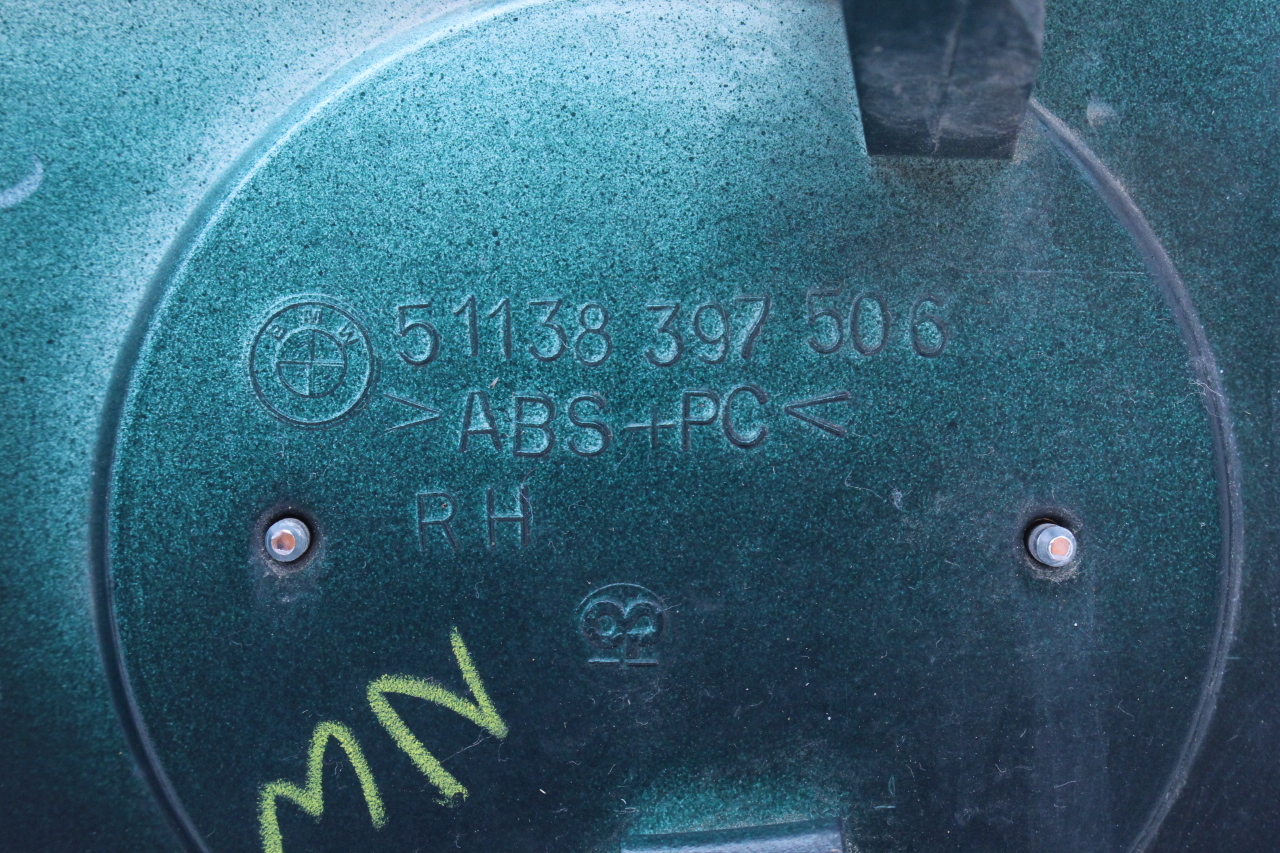 BMW
51138 397 506
>ABS+PC<
RH
MN